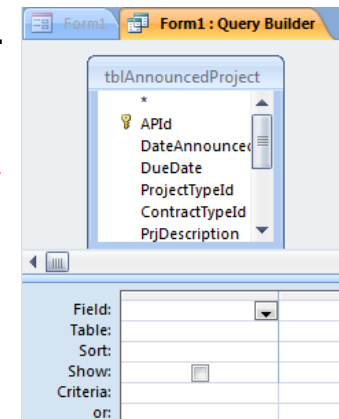 Form1
Form1 : Query Builder
tblAnnouncedProject
*
APId
DateAnnounced
DueDate
ProjectTypeId
ContractTypeId
PrjDescription
Field:
Table:
Sort:
Show:
Criteria:
or: